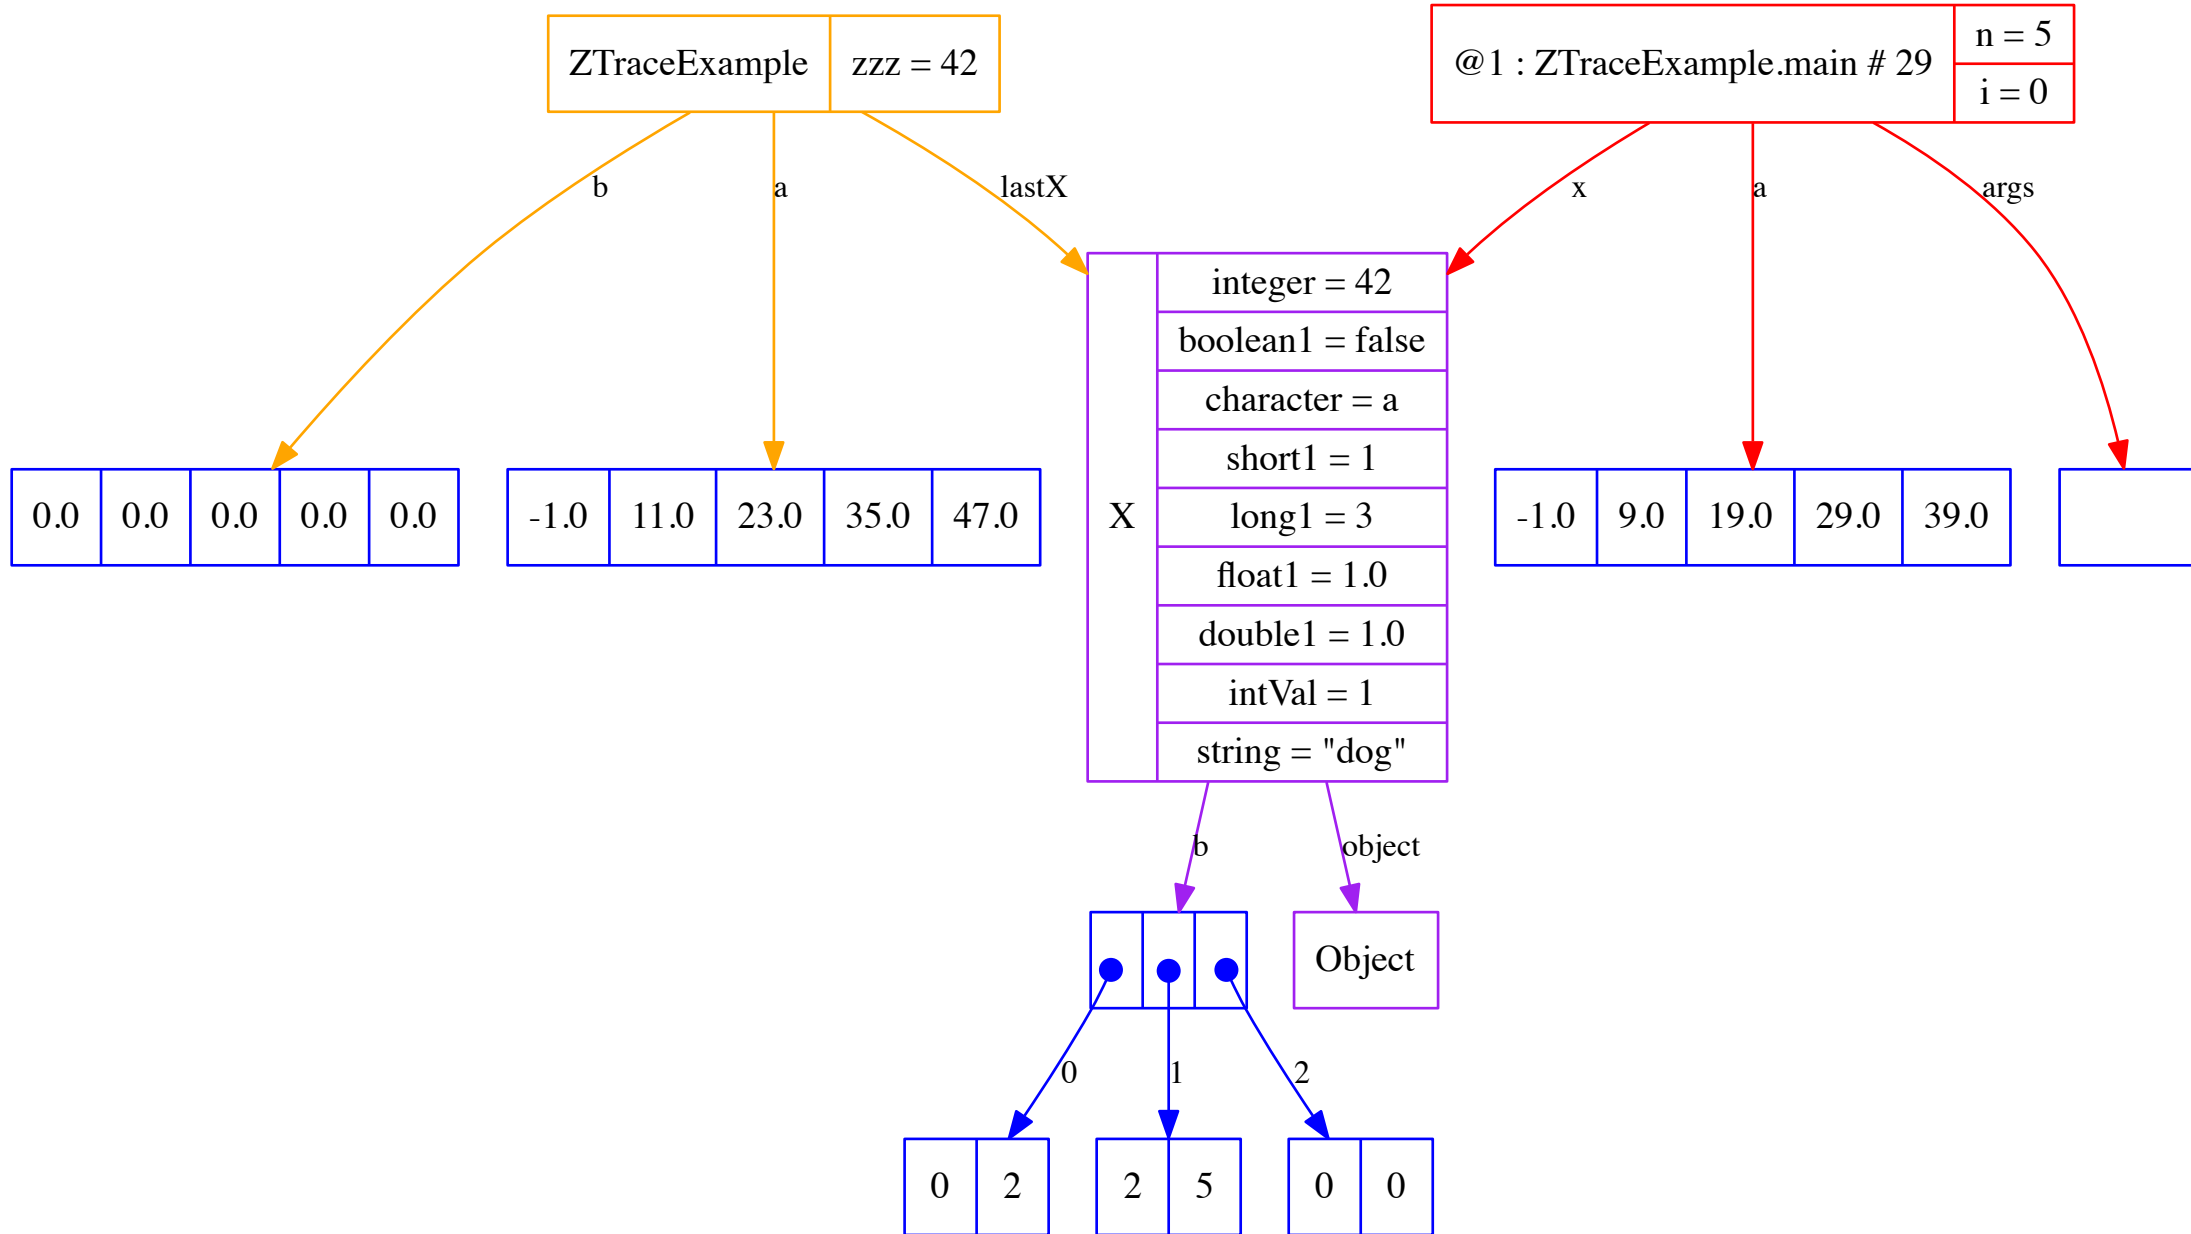 ZTraceExample zzz = 42
@1 : ZTraceExample.main # 29
n = 5
i = 0
b
a
lastX
x
a
args
0.0 0.0 0.0 0.0 0.0
-1.0 11.0 23.0 35.0 47.0
X
integer = 42
boolean1 = false
character = a
short1 = 1
long1 = 3
float1 = 1.0
double1 = 1.0
intVal = 1
string = "dog"
-1.0 9.0 19.0 29.0 39.0
b
object
Object
0
1
2
0 2
2 5
0 0